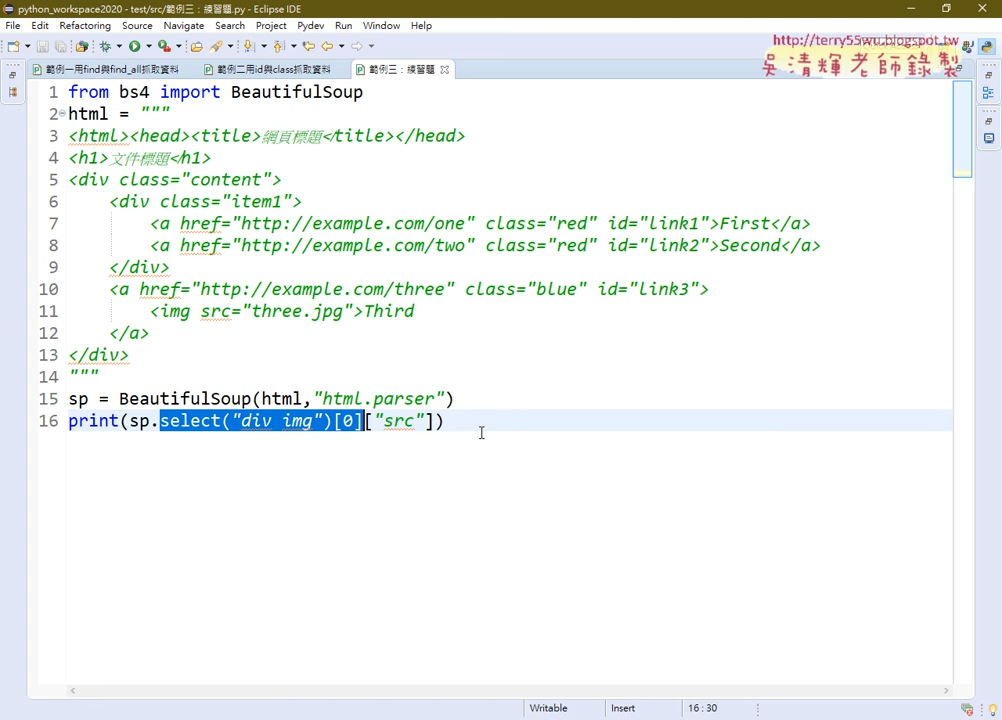 python_workspace2020 - test/src/範例三：練習題.py - Eclipse IDE
File Edit Refactoring Source Navigate Search Project Pydev Run Window Help
http://terry55wu.blogspot.tw
吳清輝老師錄製
範例一用find與find_all抓取資料 範例二用id與class抓取資料 範例三：練習題
1 from bs4 import BeautifulSoup
2 html = """
3 <html><head><title>網頁標題</title></head>
4 <h1>文件標題</h1>
5 <div class="content">
6 <div class="item1">
7 <a href="http://example.com/one" class="red" id="link1">First</a>
8 <a href="http://example.com/two" class="red" id="link2">Second</a>
9 </div>
10 <a href="http://example.com/three" class="blue" id="link3">
11 <img src="three.jpg">Third
12 </a>
13 </div>
14 """
15 sp = BeautifulSoup(html,"html.parser")
16 print(sp.select("div img")[0]["src"])
Writable Insert 16 : 30